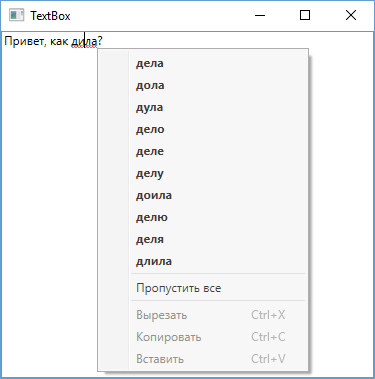 TextBox
Привет, как дила?
дела
дола
дула
дело
деле
делу
доила
делю
деля
длила
Пропустить все
Вырезать Ctrl+X
Копировать Ctrl+C
Вставить Ctrl+V